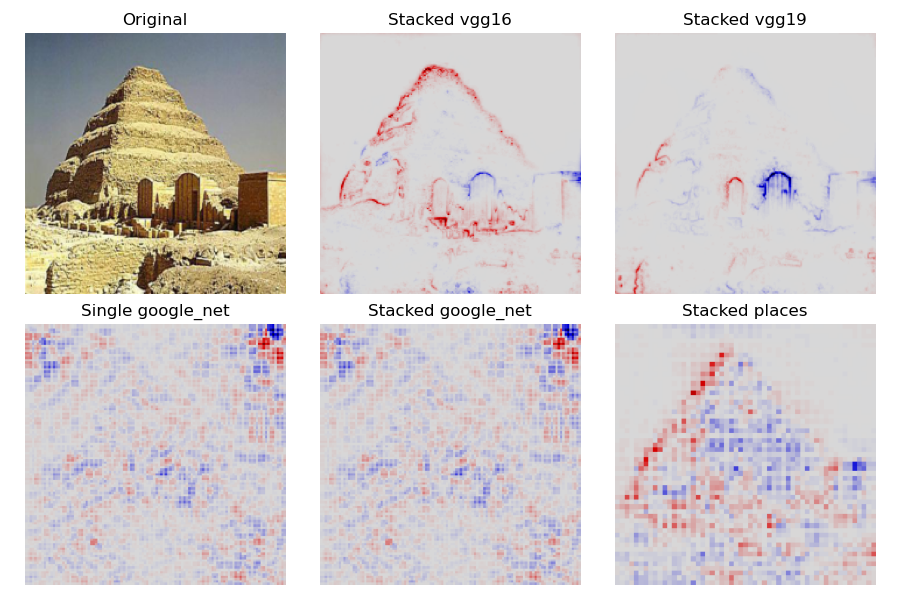 Original
Stacked vgg16
Stacked vgg19
Single google_net
Stacked google_net
Stacked places